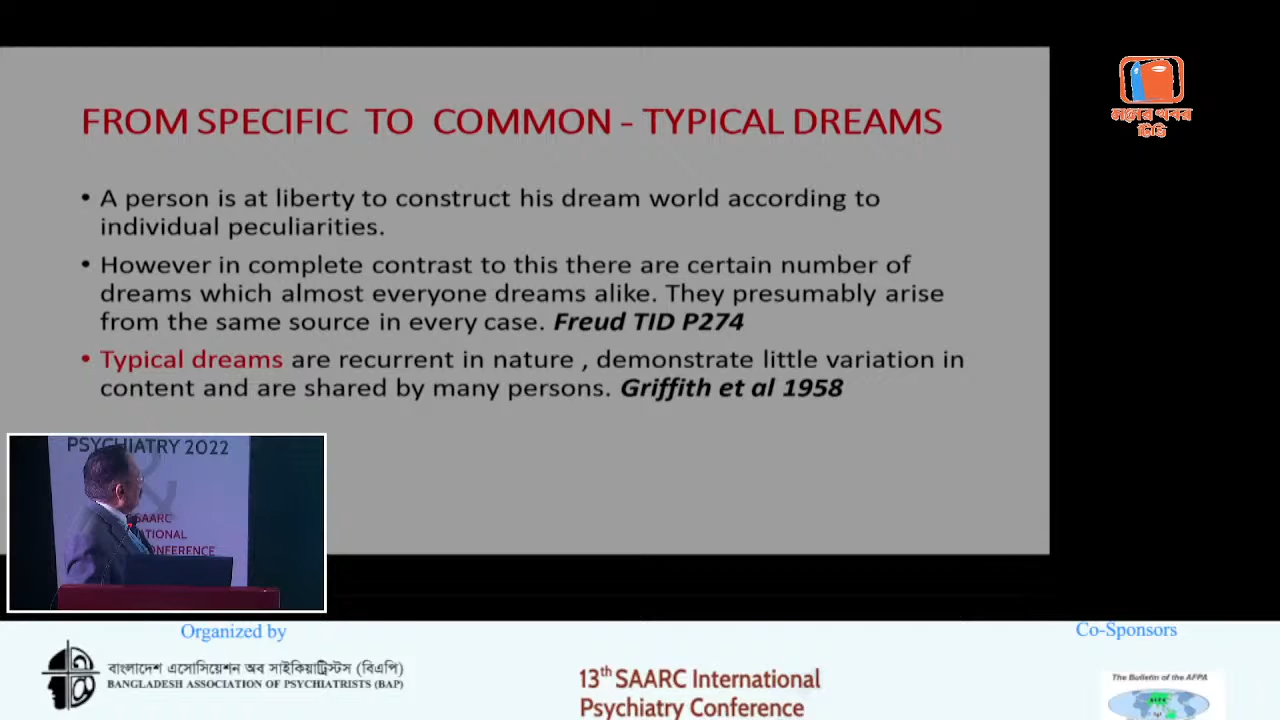 FROM SPECIFIC TO COMMON - TYPICAL DREAMS
• A person is at liberty to construct his dream world according to
individual peculiarities.
• However in complete contrast to this there are certain number of
dreams which almost everyone dreams alike. They presumably arise
from the same source in every case. Freud TID P274
• Typical dreams are recurrent in nature , demonstrate little variation in
content and are shared by many persons. Griffith et al 1958
মনের খবর
টিভি
PSYCHIATRY 2022
SAARC
NATIONAL
CONFERENCE
Organized by
বাংলাদেশ এসোসিয়েশন অব সাইকিয়াট্রিস্টস (বিএপি)
BANGLADESH ASSOCIATION OF PSYCHIATRISTS (BAP)
13th SAARC International
Psychiatry Conference
Co-Sponsors
The Bulletin of the AFPA